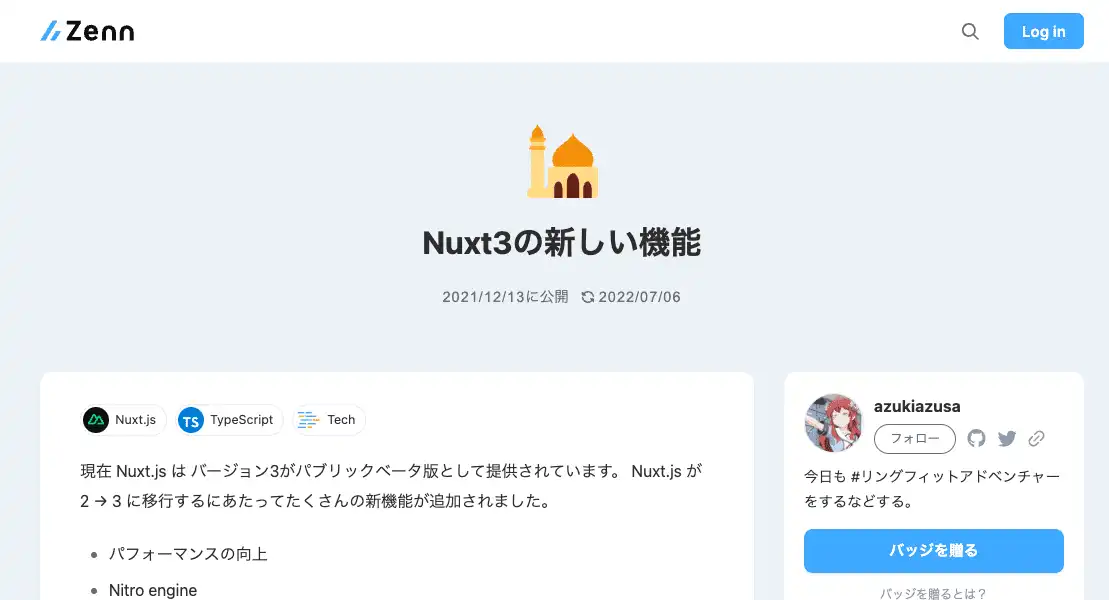 Zenn
Log in
Nuxt3の新しい機能
2021/12/13に公開 2022/07/06
Nuxt.js TS TypeScript Tech
現在 Nuxt.js は バージョン3がパブリックベータ版として提供されています。 Nuxt.js が
2 → 3 に移行するにあたってたくさんの新機能が追加されました。
• パフォーマンスの向上
• Nitro engine
azukiazusa
フォロー
今日も #リングフィットアドベンチャー
をするなどする。
バッジを贈る
バッジを贈るとは？